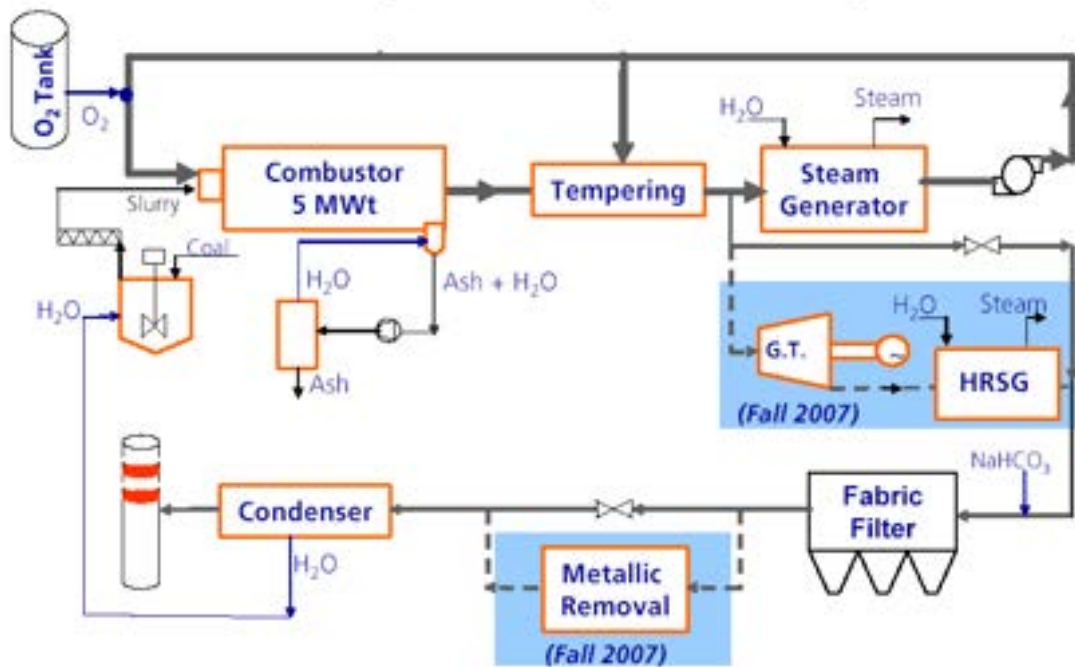 O₂ Tank
O₂
H₂O
Steam
Combustor
5 MWt
Tempering
Steam
Generator
Slurry
Coal
H₂O
H₂O
Ash + H₂O
Ash
H₂O
Steam
G.T.
HRSG
(Fall 2007)
NaHCO₃
Fabric
Filter
Condenser
H₂O
Metallic
Removal
(Fall 2007)